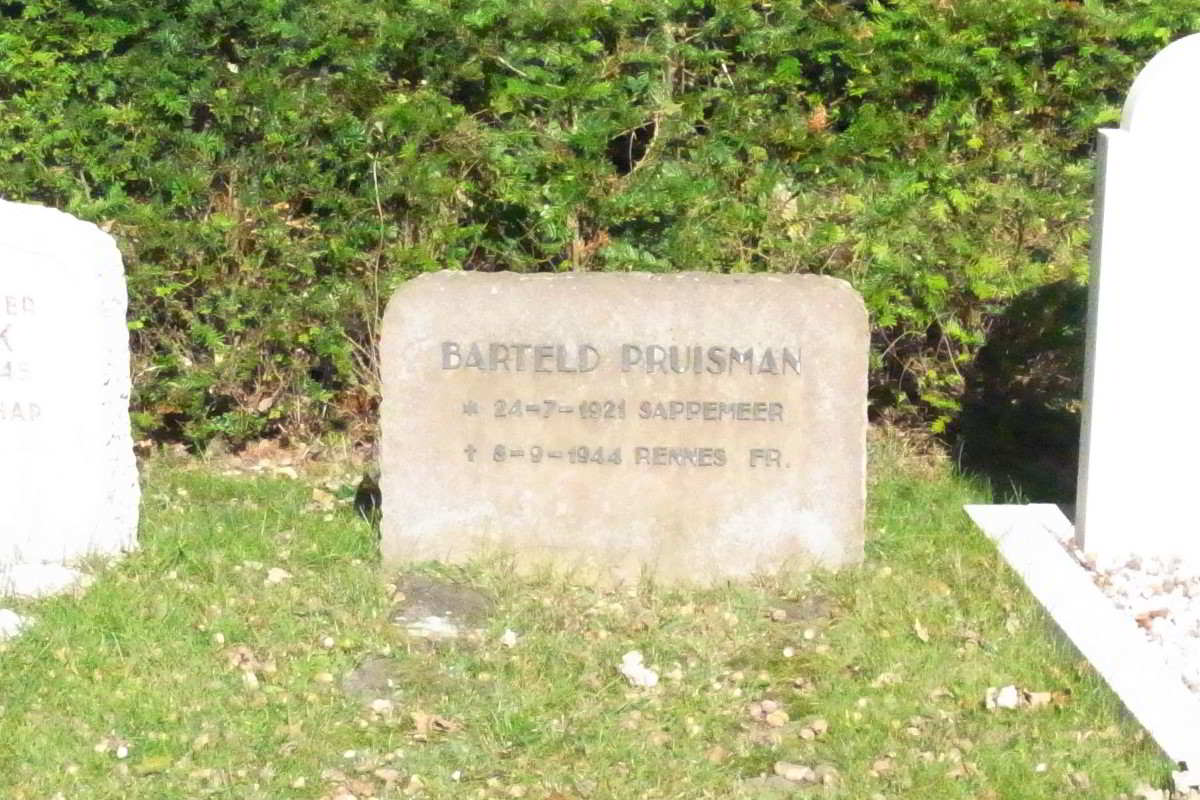 BARTELD PRUISMAN
* 24-7-1921 SAPPEMEER
† 8-9-1944 RENNES FR.